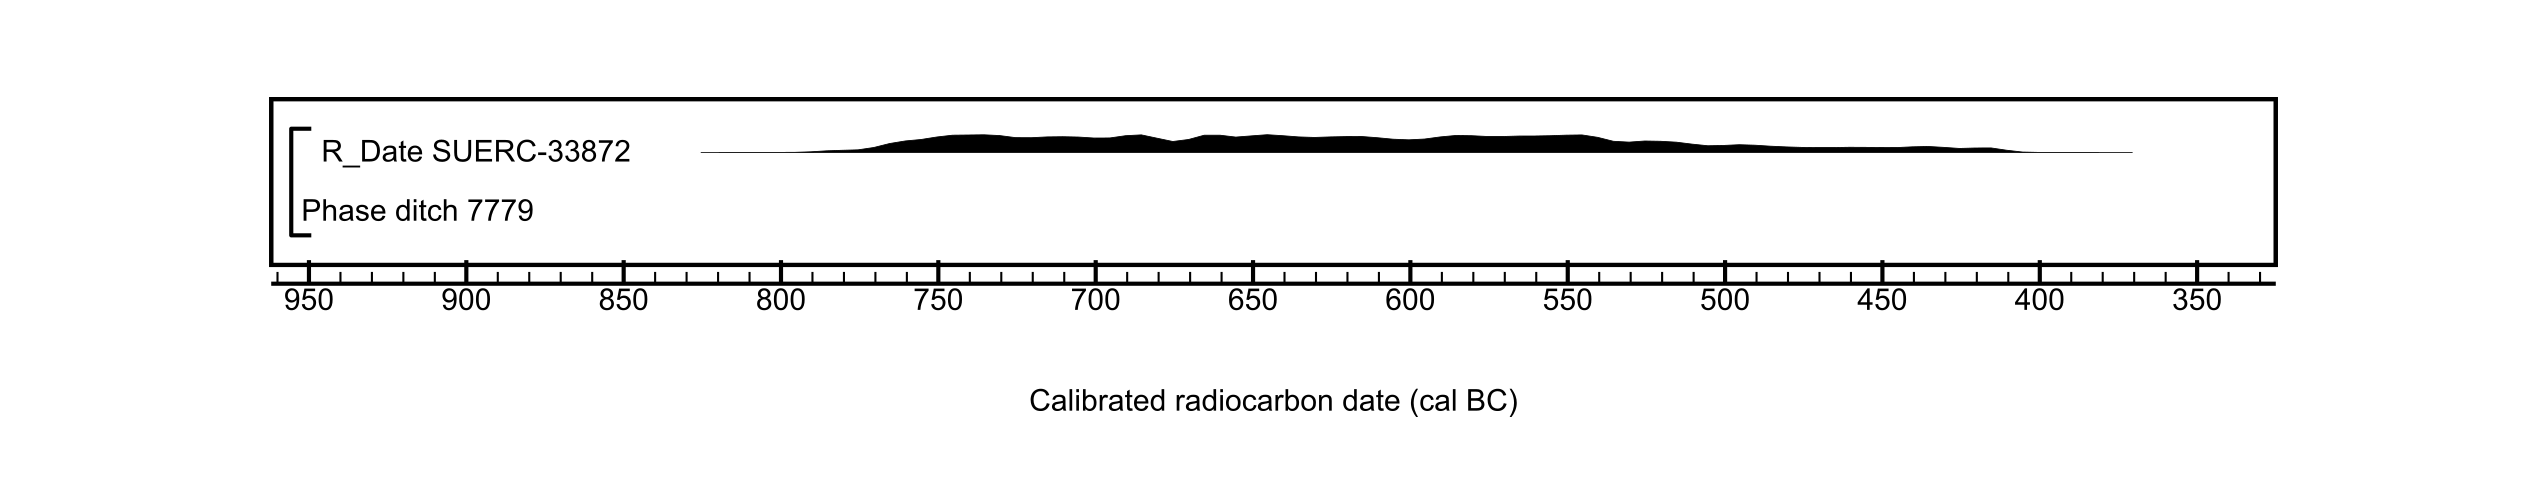 R_Date SUERC-33872
Phase ditch 7779
950 900 850 800 750 700 650 600 550 500 450 400 350
Calibrated radiocarbon date (cal BC)